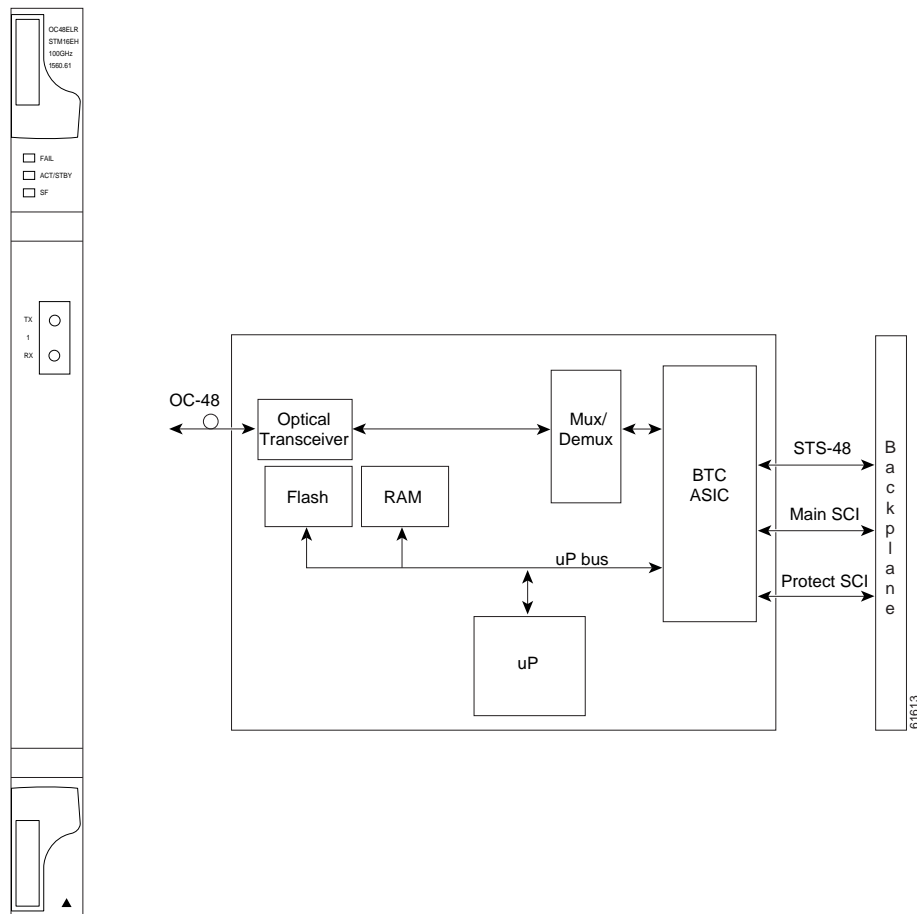 OC48ELR
STM16EH
100GHz
1560.61
FAIL
ACT/STBY
SF
TX
1
RX
OC-48
Optical
Transceiver
Mux/
Demux
BTC
ASIC
Flash
RAM
uP bus
uP
STS-48
Main SCI
Protect SCI
Backplane
61613